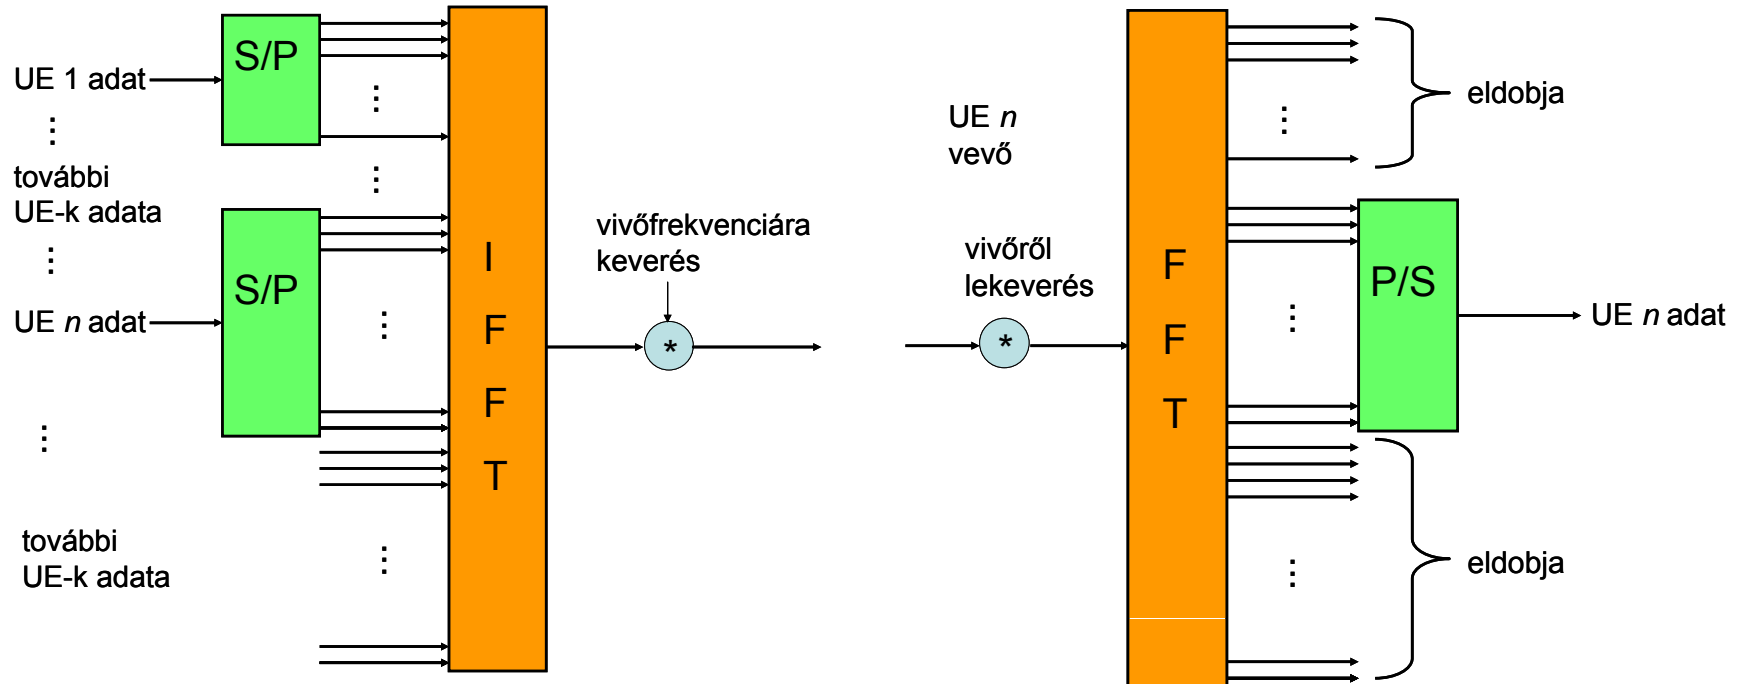 S/P
UE 1 adat
további
UE-k adata
S/P
UE n adat
további
UE-k adata
I
F
F
T
vivőfrekvenciára
keverés
*
UE n
vevő
vivőről
lekeverés
*
F
F
T
eldobja
P/S
UE n adat
eldobja